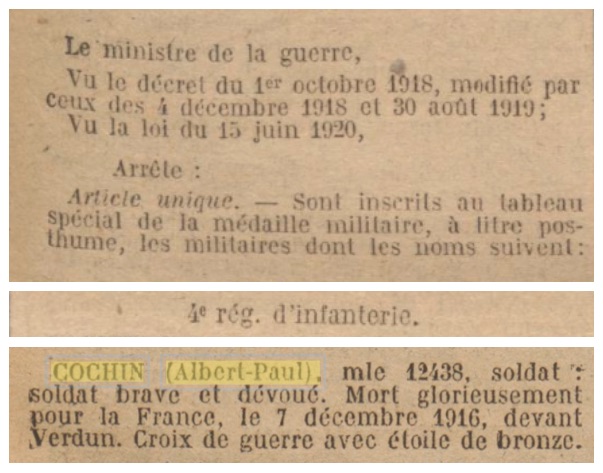 Le ministre de la guerre,
Vu le décret du 1er octobre 1918, modifié par
ceux des 4 décembre 1918 et 30 août 1919;
Vu la loi du 15 juin 1920,
Arrête :
Article unique. — Sont inscrits au tableau
spécial de la médaille militaire, à titre pos-
thume, les militaires dont les noms suivent:
4e rég. d'infanterie.
COCHIN (Albert-Paul), mle 12438, soldat :
soldat brave et dévoué. Mort glorieusement
pour la France, le 7 décembre 1916, devant
Verdun. Croix de guerre avec étoile de bronze.